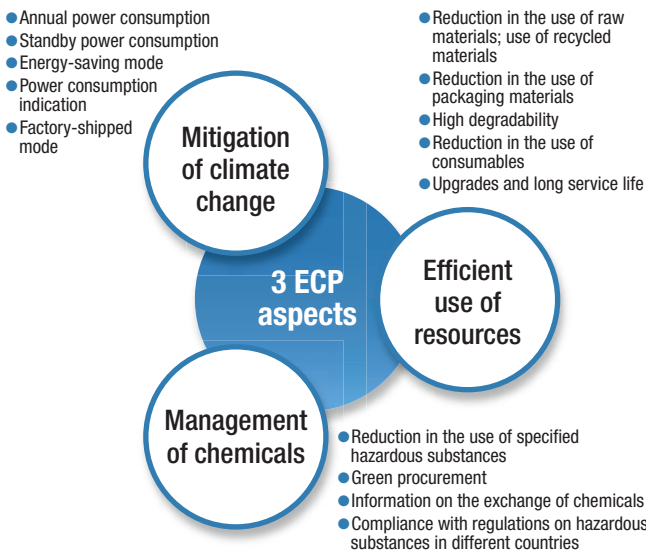 ● Annual power consumption
● Standby power consumption
● Energy-saving mode
● Power consumption
indication
● Factory-shipped
mode
● Reduction in the use of raw
materials; use of recycled
materials
● Reduction in the use of
packaging materials
● High degradability
● Reduction in the use of
consumables
● Upgrades and long service life
Mitigation
of climate
change
3 ECP
aspects
Efficient
use of
resources
Management
of chemicals
● Reduction in the use of specified
hazardous substances
● Green procurement
● Information on the exchange of chemicals
● Compliance with regulations on hazardous
substances in different countries